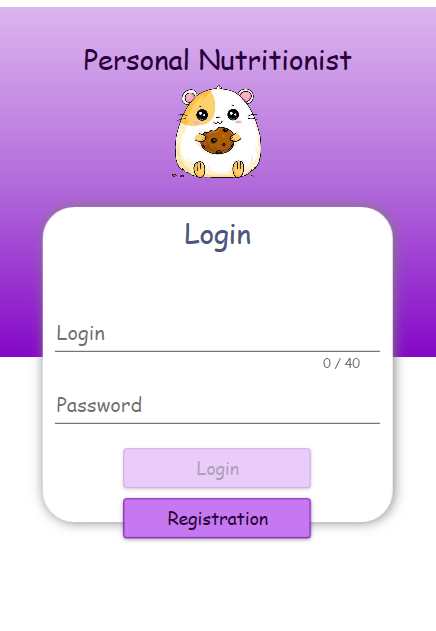 Personal Nutritionist
Login
Login
0 / 40
Password
Login
Registration